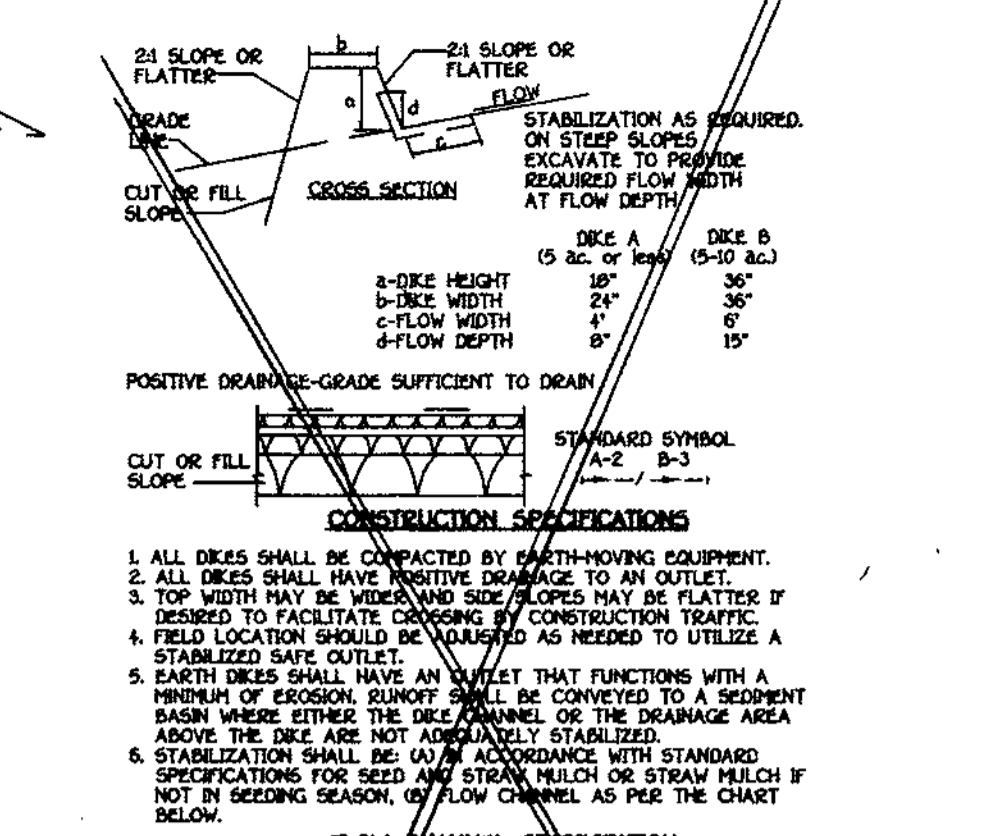 b
2:1 SLOPE OR
FLATTER
2:1 SLOPE OR
FLATTER
a
d
FLOW
c
GRADE
LINE
CUT OR FILL
SLOPE
CROSS SECTION
STABILIZATION AS REQUIRED.
ON STEEP SLOPES
EXCAVATE TO PROVIDE
REQUIRED FLOW WIDTH
AT FLOW DEPTH
DIKE A DIKE B
(5 ac. or less) (5-10 ac.)
a-DIKE HEIGHT 18" 36"
b-DIKE WIDTH 24" 36"
c-FLOW WIDTH 4' 6'
d-FLOW DEPTH 8" 15"
POSITIVE DRAINAGE-GRADE SUFFICIENT TO DRAIN
CUT OR FILL
SLOPE
STANDARD SYMBOL
A-2 B-3
/
CONSTRUCTION SPECIFICATIONS
1. ALL DIKES SHALL BE COMPACTED BY EARTH-MOVING EQUIPMENT.
2. ALL DIKES SHALL HAVE POSITIVE DRAINAGE TO AN OUTLET.
3. TOP WIDTH MAY BE WIDER AND SIDE SLOPES MAY BE FLATTER IF
DESIRED TO FACILITATE CROSSING BY CONSTRUCTION TRAFFIC.
4. FIELD LOCATION SHOULD BE ADJUSTED AS NEEDED TO UTILIZE A
STABILIZED SAFE OUTLET.
5. EARTH DIKES SHALL HAVE AN OUTLET THAT FUNCTIONS WITH A
MINIMUM OF EROSION. RUNOFF SHALL BE CONVEYED TO A SEDIMENT
BASIN WHERE EITHER THE DIKE CHANNEL OR THE DRAINAGE AREA
ABOVE THE DIKE ARE NOT ADEQUATELY STABILIZED.
6. STABILIZATION SHALL BE: (A) IN ACCORDANCE WITH STANDARD
SPECIFICATIONS FOR SEED AND STRAW MULCH OR STRAW MULCH IF
NOT IN SEEDING SEASON, (B) FLOW CHANNEL AS PER THE CHART
BELOW.